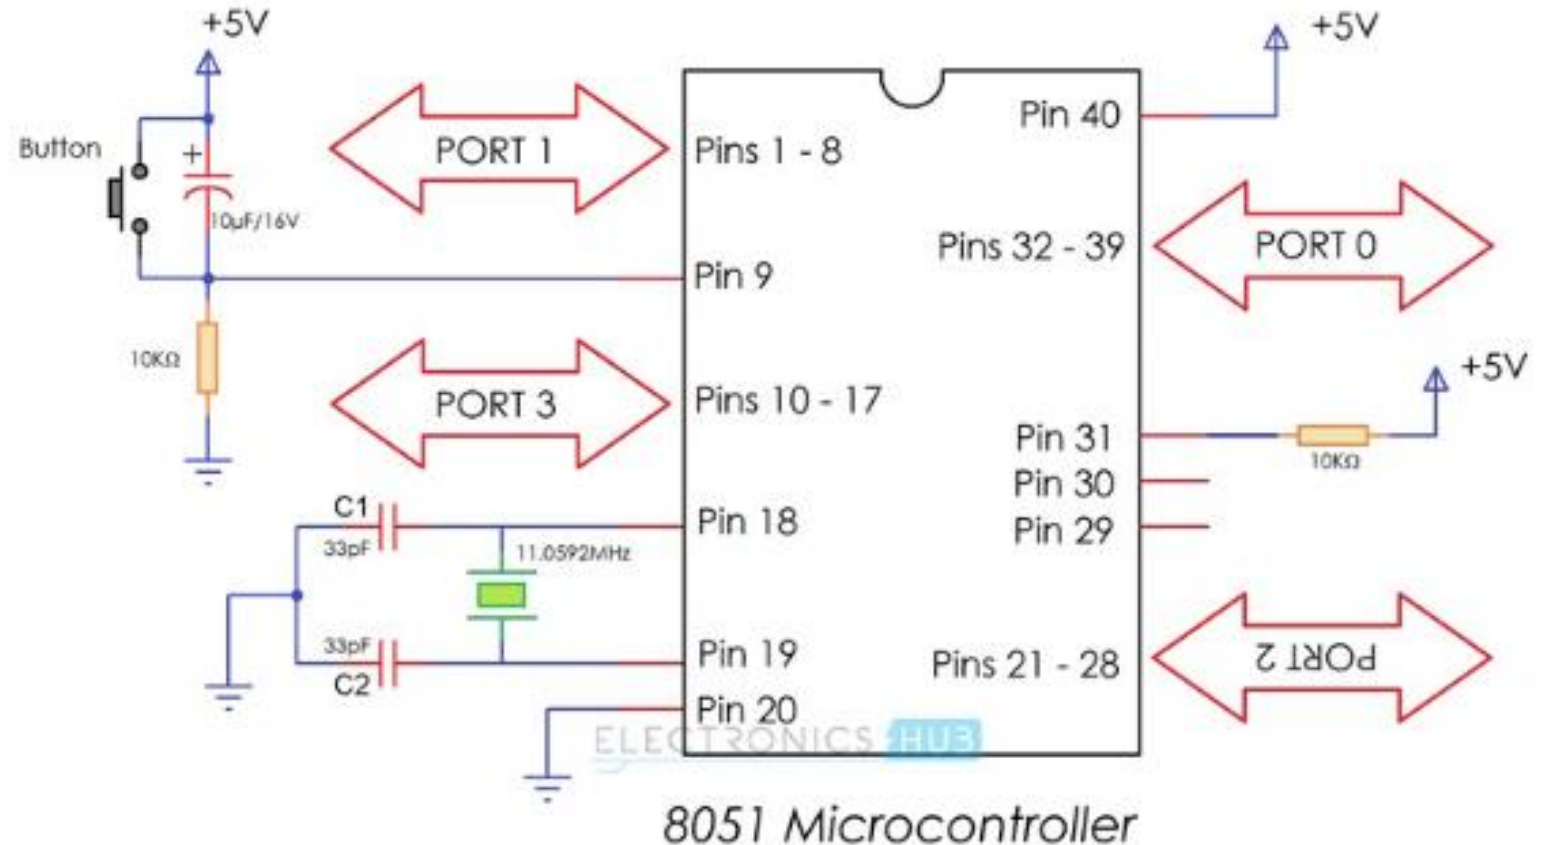 +5V
Button
+
10µF/16V
10KΩ
PORT 1
Pins 1 - 8
Pin 9
PORT 3
Pins 10 - 17
C1
33pF
11.0592MHz
Pin 18
33pF
C2
Pin 19
Pin 20
Pin 40
+5V
Pins 32 - 39
PORT 0
+5V
Pin 31
10KΩ
Pin 30
Pin 29
Pins 21 - 28
PORT 2
ELECTRONICS HUB
8051 Microcontroller